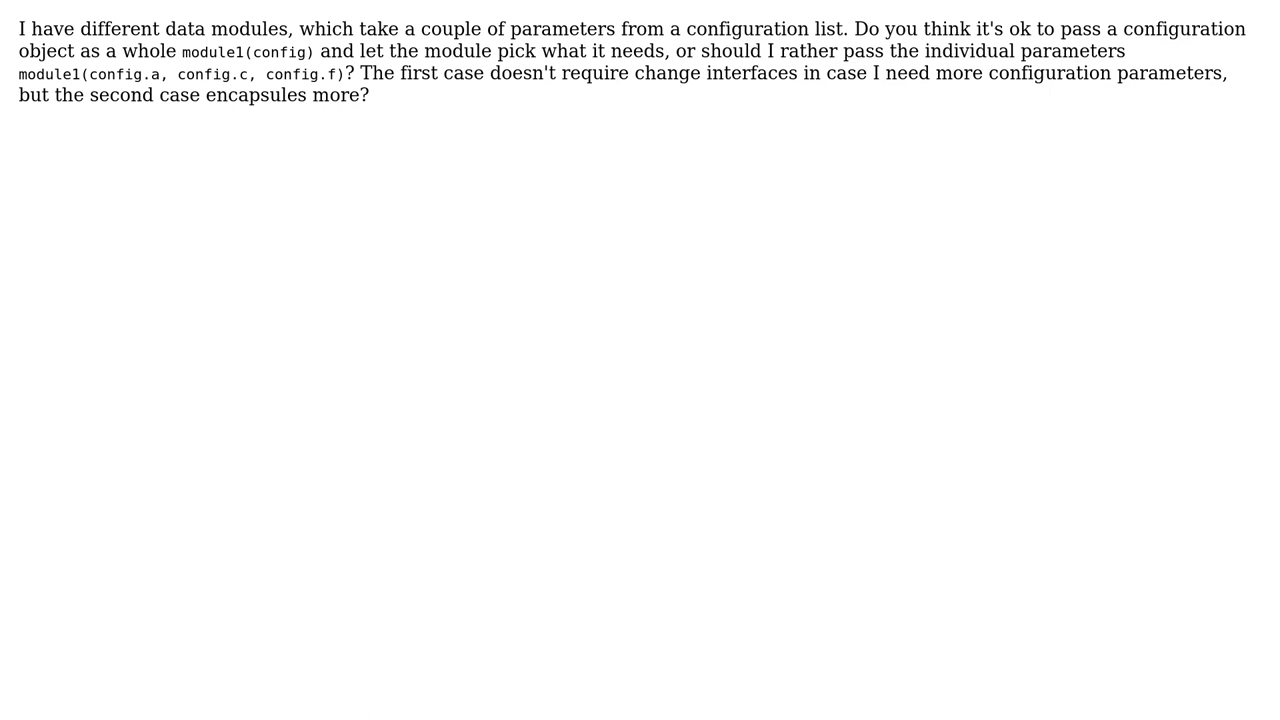 I have different data modules, which take a couple of parameters from a configuration list. Do you think it's ok to pass a configuration
object as a whole module1(config) and let the module pick what it needs, or should I rather pass the individual parameters
module1(config.a, config.c, config.f)? The first case doesn't require change interfaces in case I need more configuration parameters,
but the second case encapsules more?